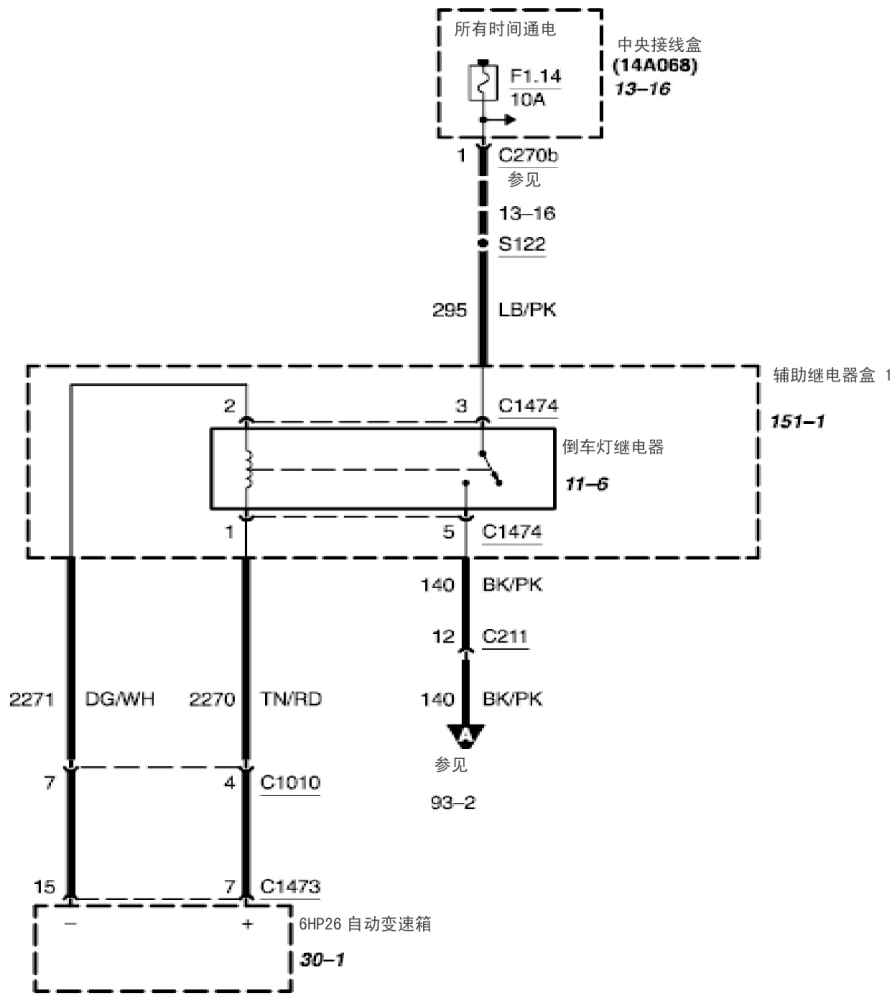 所有时间通电
中央接线盒
(14A068)
13–16
F1.14
10A
1 C270b
参见
13–16
S122
295 LB/PK
辅助继电器盒 1
151–1
2 3 C1474
倒车灯继电器
11–6
1 5 C1474
140 BK/PK
12 C211
2271 DG/WH 2270 TN/RD 140 BK/PK
A
参见
93–2
7 4 C1010
15 7 C1473
– + 6HP26 自动变速箱
30–1